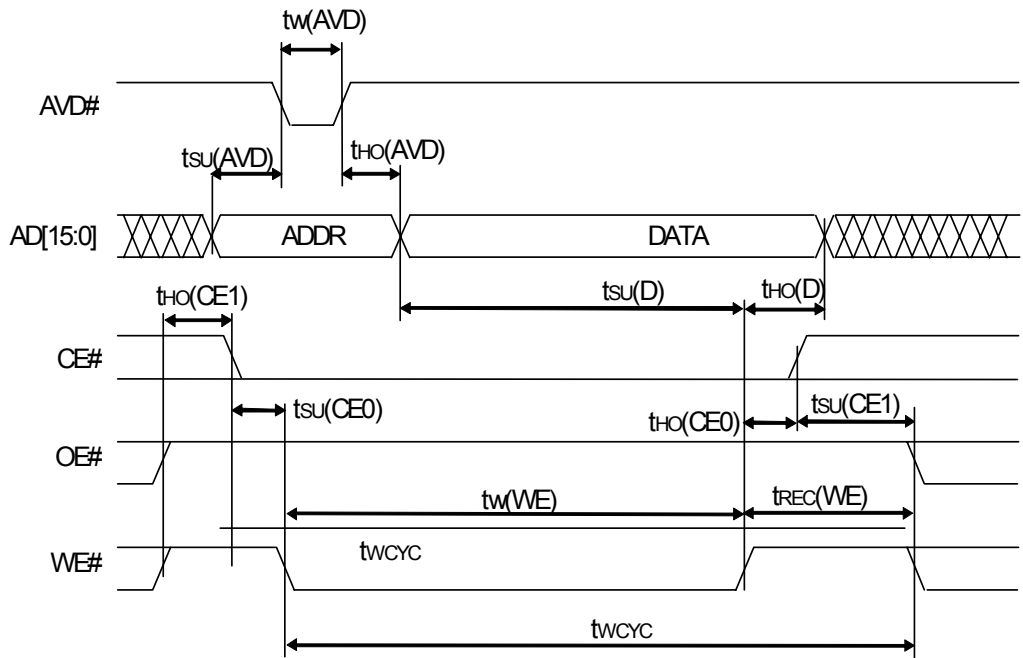 tw(AVD)
AVD#
tsu(AVD)
tHO(AVD)
AD[15:0]
ADDR
DATA
tHO(CE1)
tsu(D)
tHO(D)
CE#
tsu(CE0)
tHO(CE0)
tsu(CE1)
OE#
tw(WE)
tREC(WE)
twcyc
WE#
twcyc